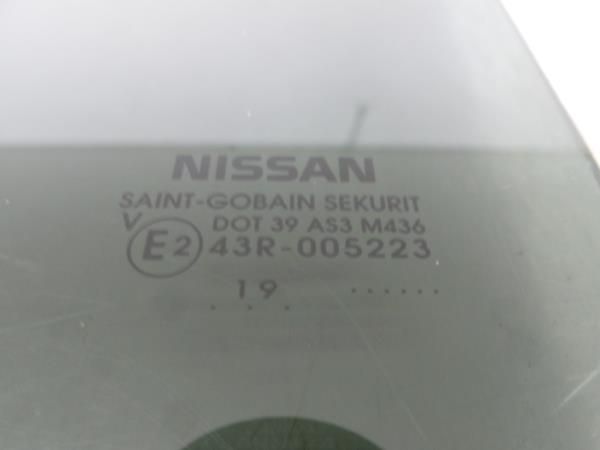 NISSAN
SAINT-GOBAIN SEKURIT
V DOT 39 AS3 M436
E2 43R-005223
19 ......
. . .